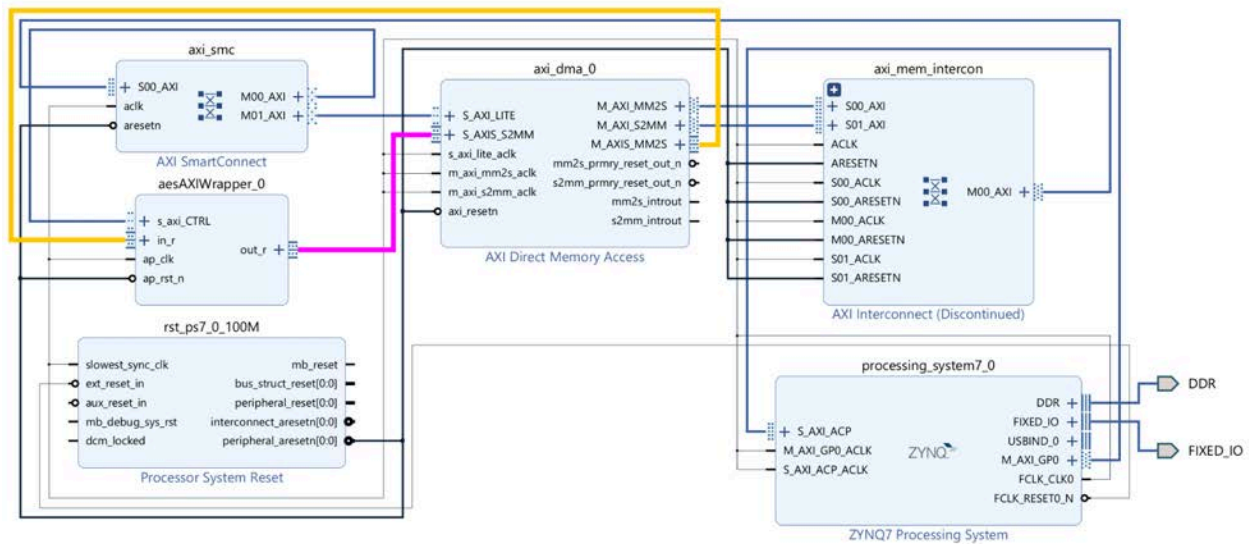 axi_smc
S00_AXI
aclk
aresetn
M00_AXI
M01_AXI
AXI SmartConnect
aesAXIWrapper_0
s_axi_CTRL
in_r
ap_clk
ap_rst_n
out_r
rst_ps7_0_100M
slowest_sync_clk
ext_reset_in
aux_reset_in
mb_debug_sys_rst
dcm_locked
mb_reset
bus_struct_reset[0:0]
peripheral_reset[0:0]
interconnect_aresetn[0:0]
peripheral_aresetn[0:0]
Processor System Reset
axi_dma_0
S_AXI_LITE
S_AXIS_S2MM
s_axi_lite_aclk
m_axi_mm2s_aclk
m_axi_s2mm_aclk
axi_resetn
M_AXI_MM2S
M_AXI_S2MM
M_AXIS_MM2S
mm2s_prmry_reset_out_n
s2mm_prmry_reset_out_n
mm2s_introut
s2mm_introut
AXI Direct Memory Access
axi_mem_intercon
S00_AXI
S01_AXI
ACLK
ARESETN
S00_ACLK
S00_ARESETN
M00_ACLK
M00_ARESETN
S01_ACLK
S01_ARESETN
M00_AXI
AXI Interconnect (Discontinued)
processing_system7_0
S_AXI_ACP
M_AXI_GP0_ACLK
S_AXI_ACP_ACLK
ZYNQ
DDR
FIXED_IO
USBIND_0
M_AXI_GP0
FCLK_CLK0
FCLK_RESET0_N
ZYNQ7 Processing System
DDR
FIXED_IO